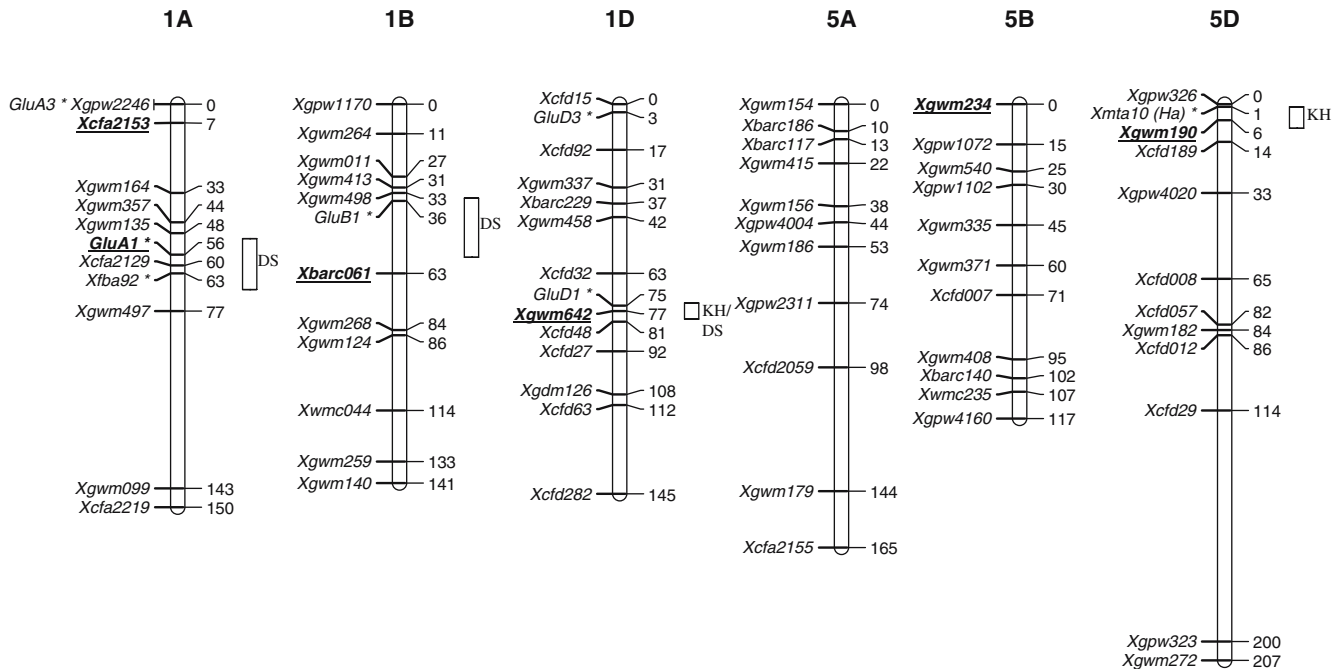 1A
GluA3 * Xgpw2246 0
Xcfa2153 7
Xgwm164 33
Xgwm357 44
Xgwm135 48
GluA1 * 56
Xcfa2129 60
Xfba92 * 63
DS
Xgwm497 77
Xgwm099 143
Xcfa2219 150
1B
Xgpw1170 0
Xgwm264 11
Xgwm011 27
Xgwm413 31
Xgwm498 33
GluB1 * 36
DS
Xbarc061 63
Xgwm268 84
Xgwm124 86
Xwmc044 114
Xgwm259 133
Xgwm140 141
1D
Xcfd15 0
GluD3 * 3
Xcfd92 17
Xgwm337 31
Xbarc229 37
Xgwm458 42
Xcfd32 63
GluD1 * 75
Xgwm642 77
KH/
DS
Xcfd48 81
Xcfd27 92
Xgdm126 108
Xcfd63 112
Xcfd282 145
5A
Xgwm154 0
Xbarc186 10
Xbarc117 13
Xgwm415 22
Xgwm156 38
Xgpw4004 44
Xgwm186 53
Xgpw2311 74
Xcfd2059 98
Xgwm179 144
Xcfa2155 165
5B
Xgwm234 0
Xgpw1072 15
Xgwm540 25
Xgpw1102 30
Xgwm335 45
Xgwm371 60
Xcfd007 71
Xgwm408 95
Xbarc140 102
Xwmc235 107
Xgpw4160 117
5D
Xgpw326 0
Xmta10 (Ha) * 1
KH
Xgwm190 6
Xcfd189 14
Xgpw4020 33
Xcfd008 65
Xcfd057 82
Xgwm182 84
Xcfd012 86
Xcfd29 114
Xgpw323 200
Xgwm272 207